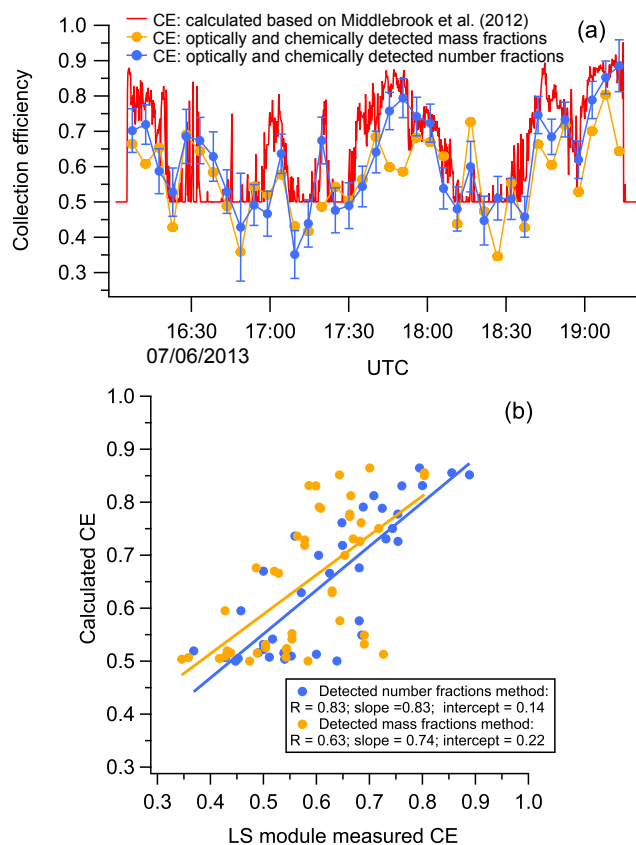 CE: calculated based on Middlebrook et al. (2012)
(a)
CE: optically and chemically detected mass fractions
CE: optically and chemically detected number fractions
1.0
0.9
0.8
0.7
0.6
0.5
0.4
0.3
Collection efficiency
16:30
17:00
17:30
18:00
18:30
19:00
07/06/2013
UTC
(b)
1.0
0.9
0.8
0.7
0.6
0.5
0.4
0.3
Calculated CE
Detected number fractions method:
R = 0.83; slope =0.83; intercept = 0.14
Detected mass fractions method:
R = 0.63; slope = 0.74; intercept = 0.22
0.3
0.4
0.5
0.6
0.7
0.8
0.9
1.0
LS module measured CE